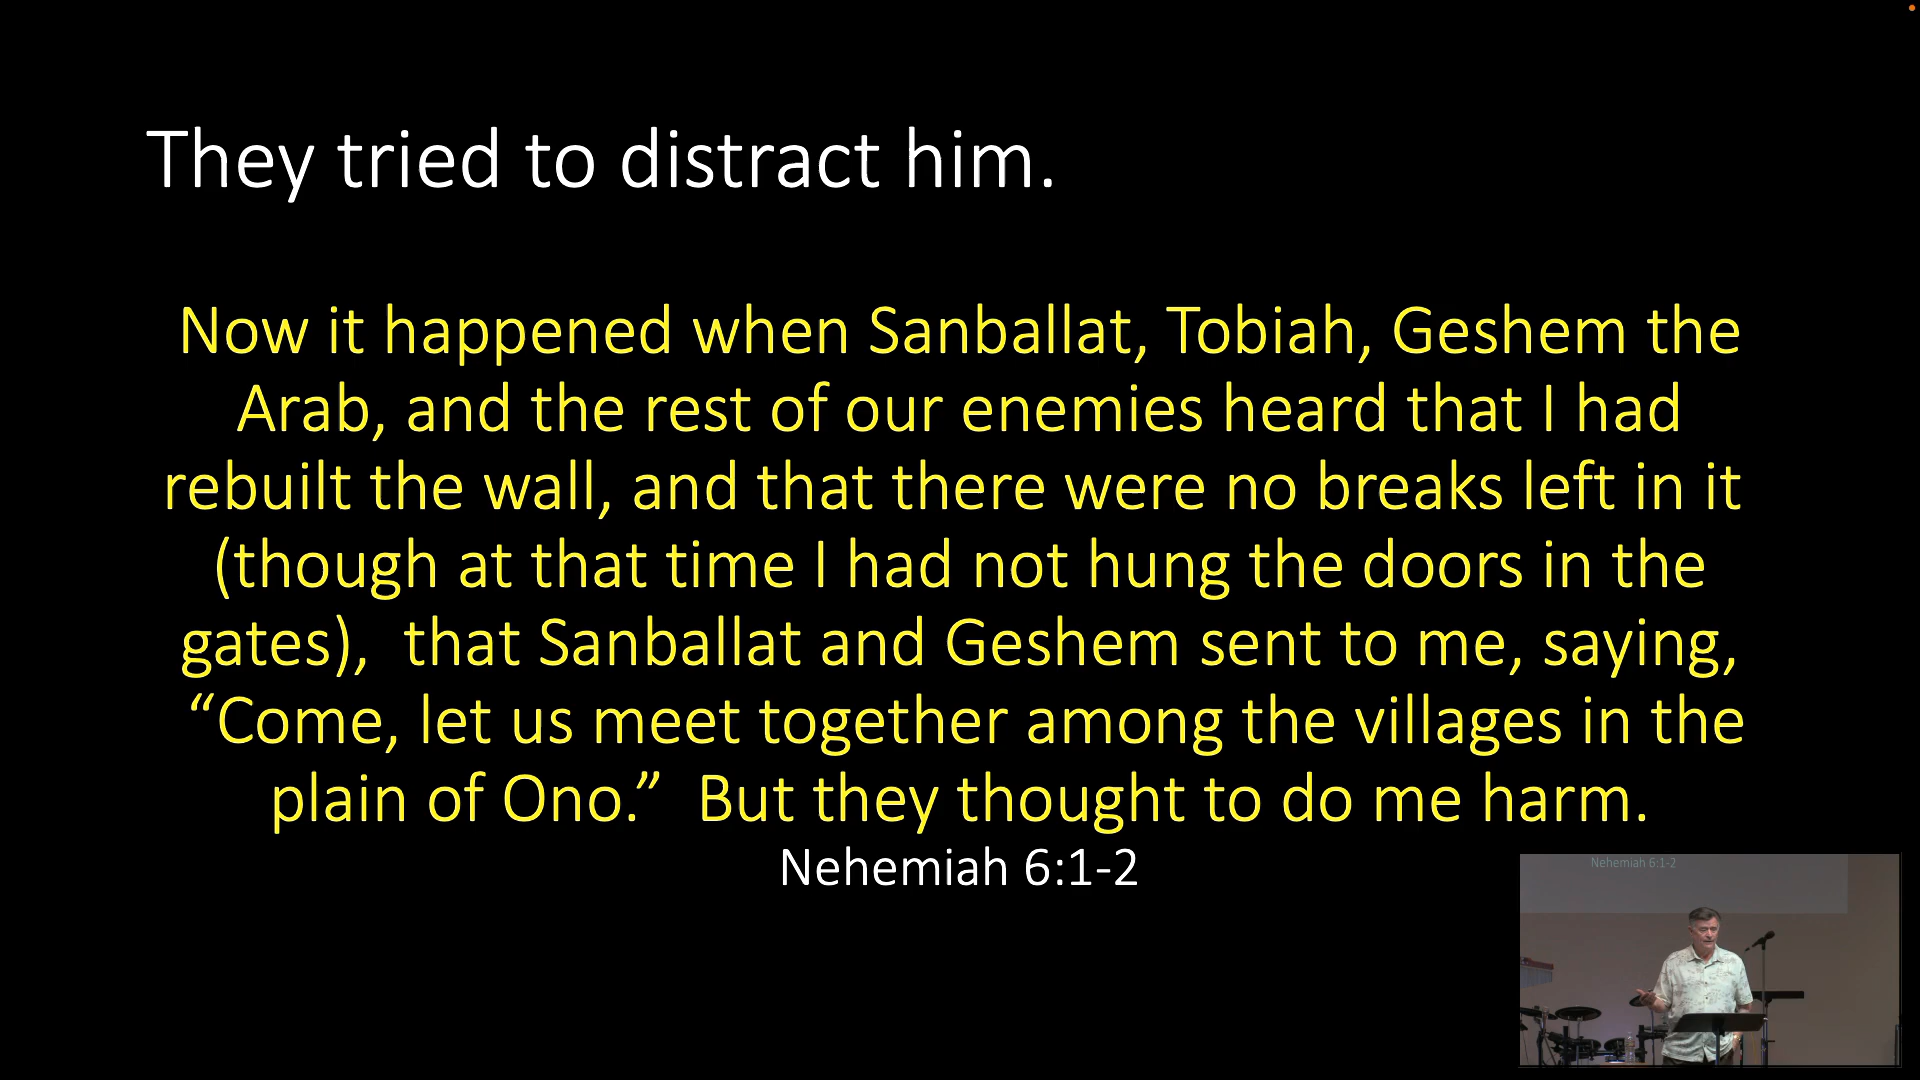 They tried to distract him.
Now it happened when Sanballat, Tobiah, Geshem the
Arab, and the rest of our enemies heard that I had
rebuilt the wall, and that there were no breaks left in it
(though at that time I had not hung the doors in the
gates),  that Sanballat and Geshem sent to me, saying,
“Come, let us meet together among the villages in the
plain of Ono.”  But they thought to do me harm.
Nehemiah 6:1-2
Nehemiah 6:1-2